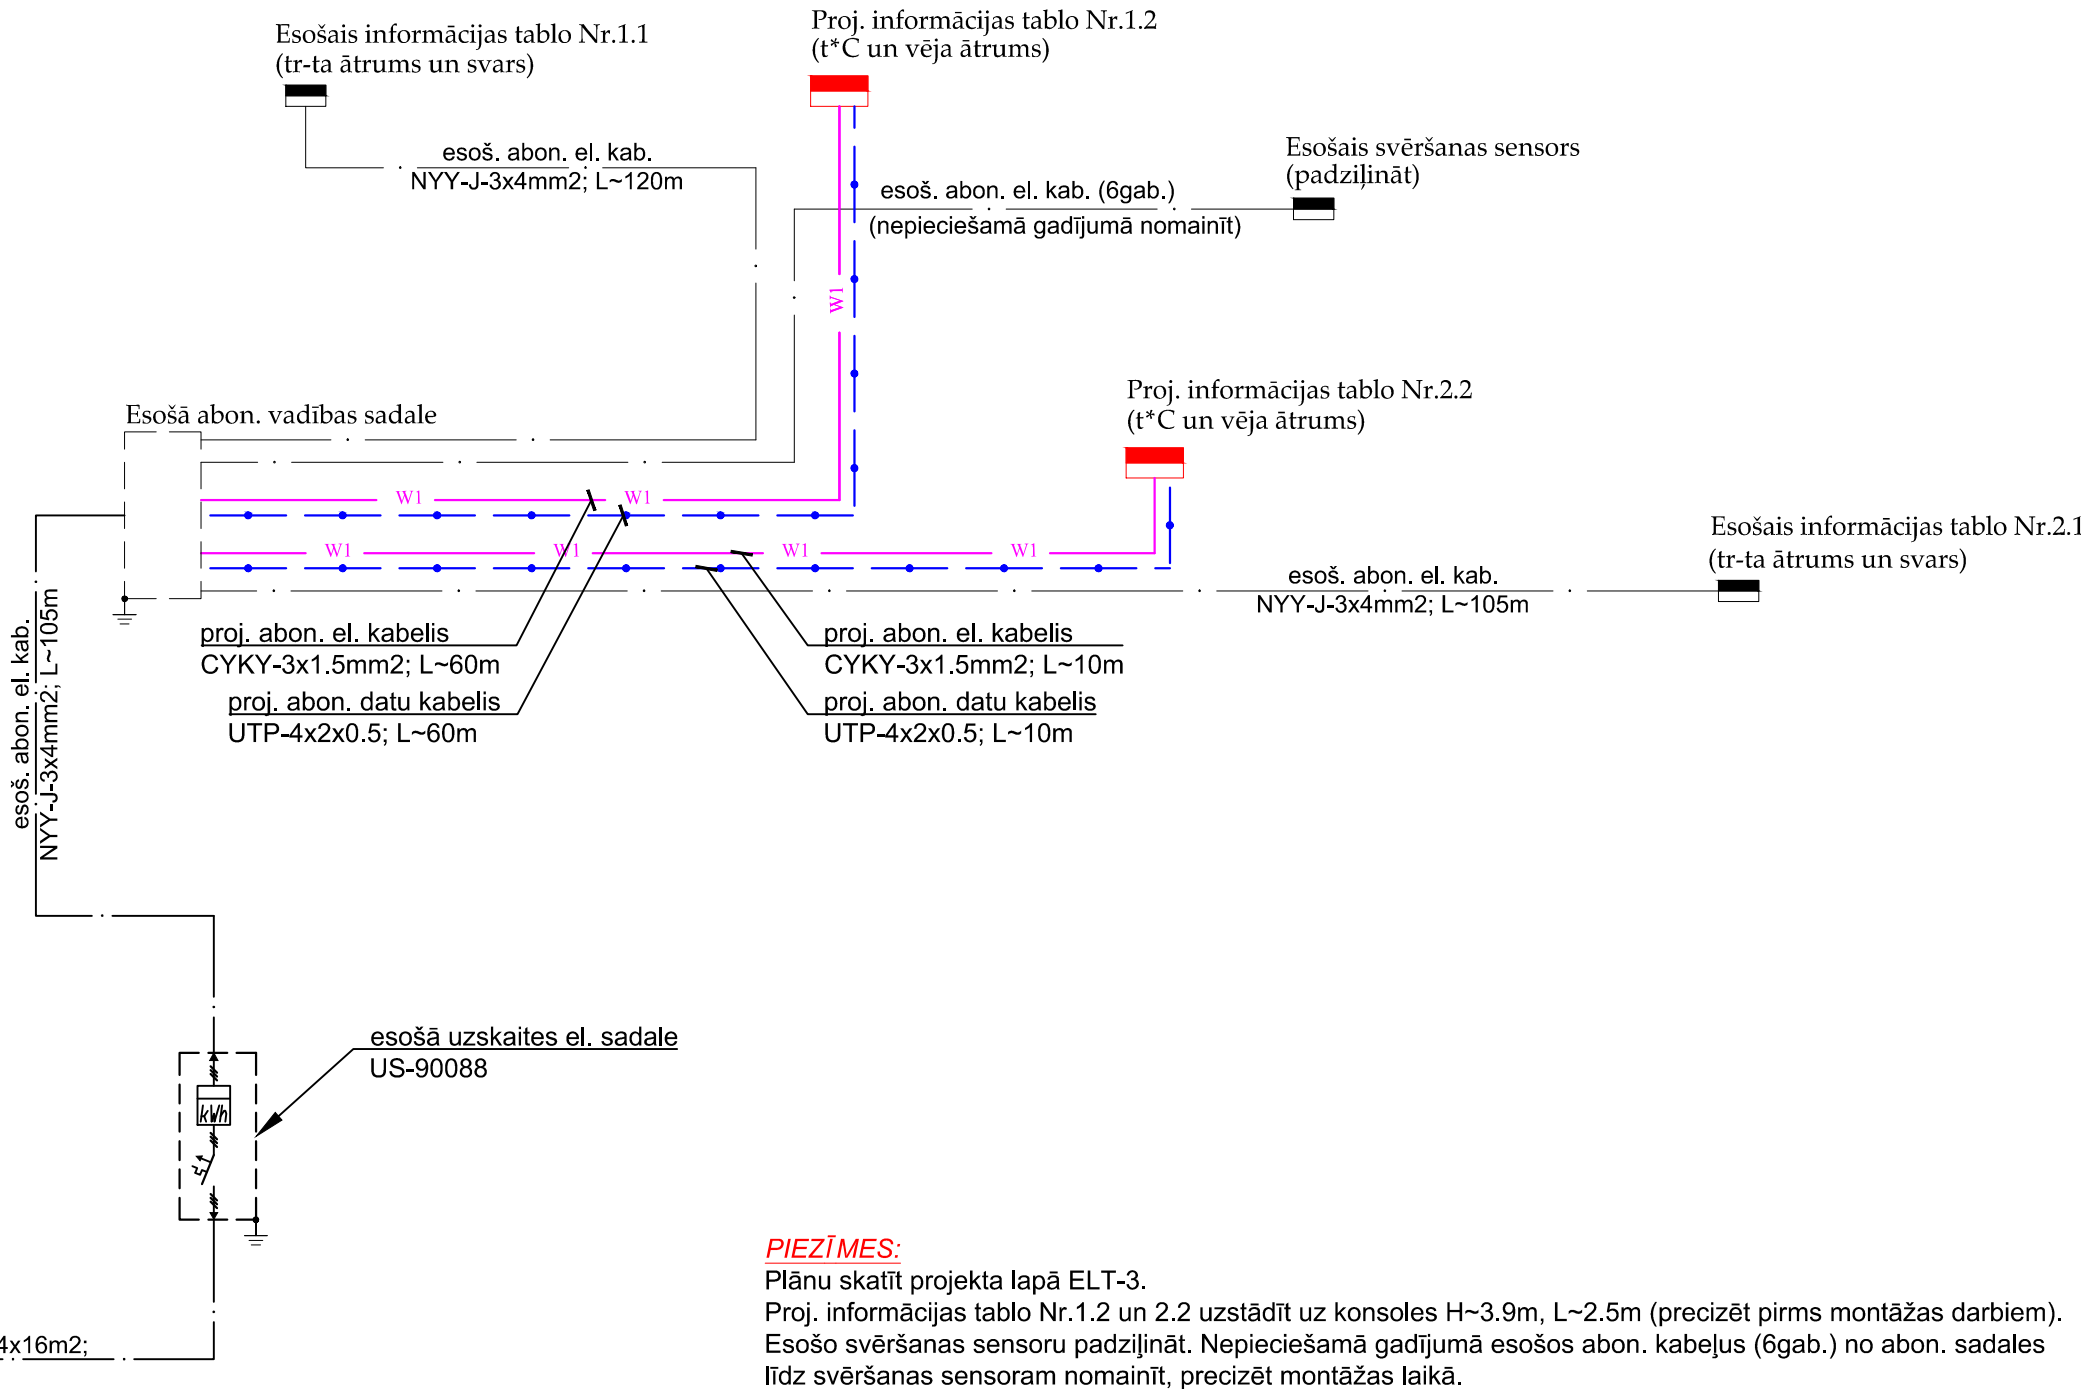 Esošais informācijas tablo Nr.1.1
(tr-ta ātrums un svars)
Proj. informācijas tablo Nr.1.2
(t*C un vēja ātrums)
esoš. abon. el. kab.
NYY-J-3x4mm2; L~120m
Esošais svēršanas sensors
(padziļināt)
esoš. abon. el. kab. (6gab.)
(nepieciešamā gadījumā nomainīt)
W1
Proj. informācijas tablo Nr.2.2
(t*C un vēja ātrums)
Esošā abon. vadības sadale
W1
W1
W1
W1
W1
W1
Esošais informācijas tablo Nr.2.1
(tr-ta ātrums un svars)
esoš. abon. el. kab.
NYY-J-3x4mm2; L~105m
esoš. abon. el. kab.
NYY-J-3x4mm2; L~105m
proj. abon. el. kabelis
CYKY-3x1.5mm2; L~60m
proj. abon. datu kabelis
UTP-4x2x0.5; L~60m
proj. abon. el. kabelis
CYKY-3x1.5mm2; L~10m
proj. abon. datu kabelis
UTP-4x2x0.5; L~10m
esošā uzskaites el. sadale
US-90088
kWh
4x16m2;
PIEZĪMES:
Plānu skatīt projekta lapā ELT-3.
Proj. informācijas tablo Nr.1.2 un 2.2 uzstādīt uz konsoles H~3.9m, L~2.5m (precizēt pirms montāžas darbiem).
Esošo svēršanas sensoru padziļināt. Nepieciešamā gadījumā esošos abon. kabeļus (6gab.) no abon. sadales
līdz svēršanas sensoram nomainīt, precizēt montāžas laikā.